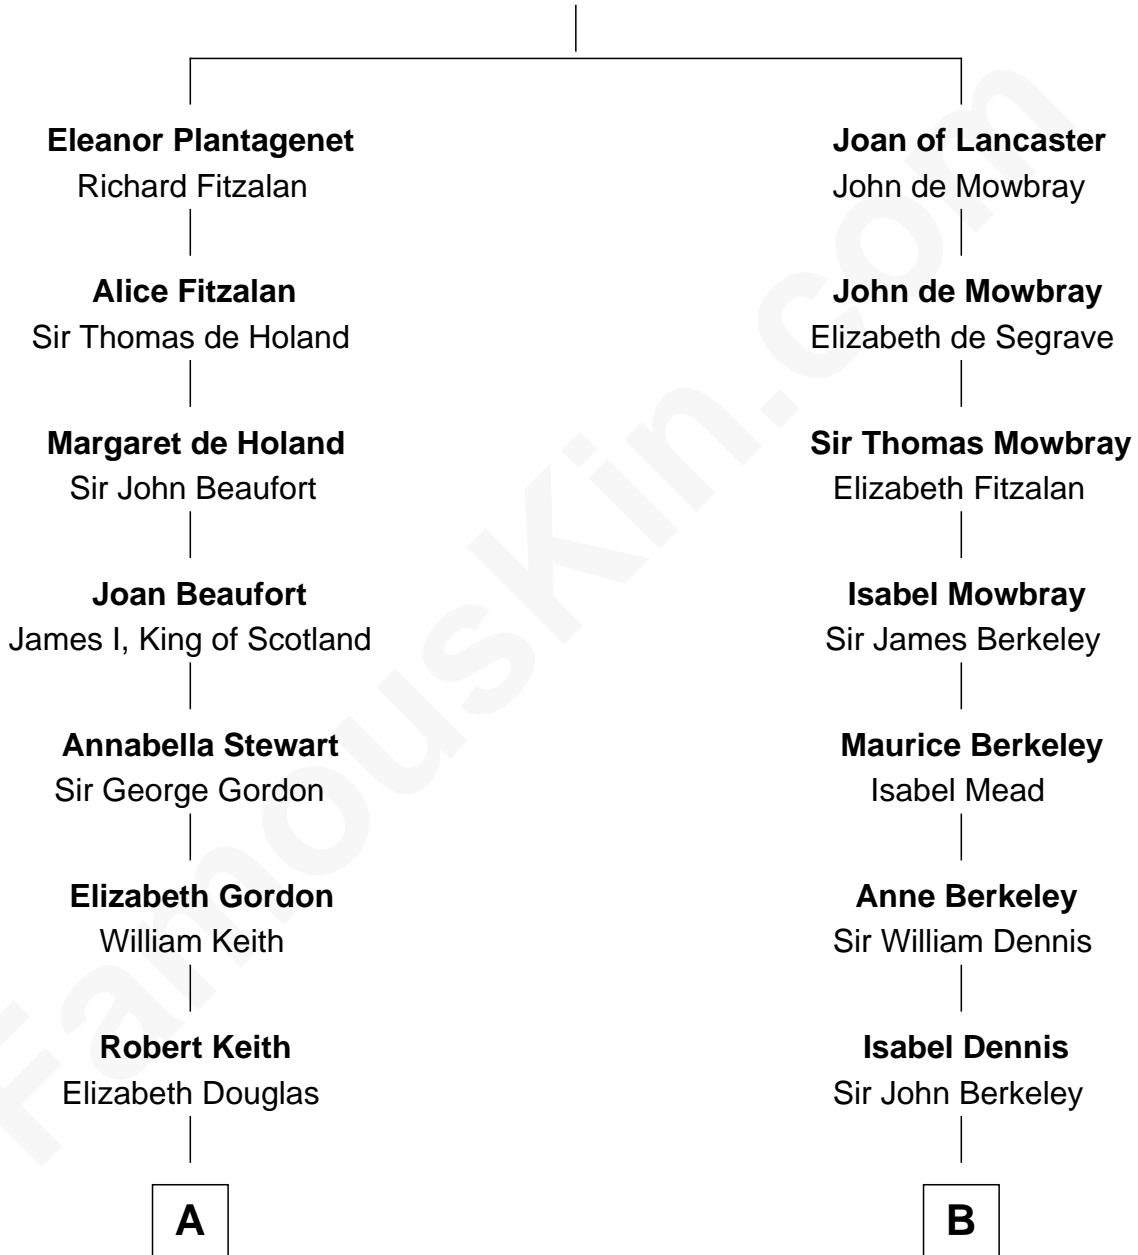 Eleanor Plantagenet
Richard Fitzalan
Joan of Lancaster
John de Mowbray
Alice Fitzalan
Sir Thomas de Holand
John de Mowbray
Elizabeth de Segrave
Margaret de Holand
Sir John Beaufort
Sir Thomas Mowbray
Elizabeth Fitzalan
Joan Beaufort
James I, King of Scotland
Isabel Mowbray
Sir James Berkeley
Annabella Stewart
Sir George Gordon
Maurice Berkeley
Isabel Mead
Elizabeth Gordon
William Keith
Anne Berkeley
Sir William Dennis
Robert Keith
Elizabeth Douglas
Isabel Dennis
Sir John Berkeley
A
B
FamousKin.com